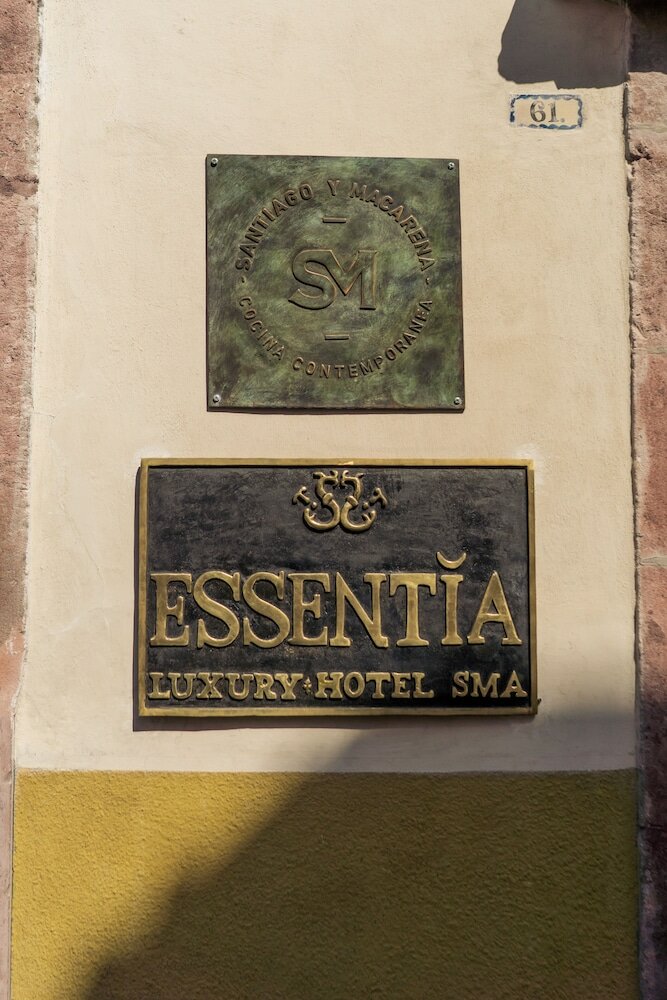 61.
- SANTIAGO Y MACARENA -
SM
COCINA CONTEMPORANEA
ESSENTĬA
LUXURY HOTEL SMA